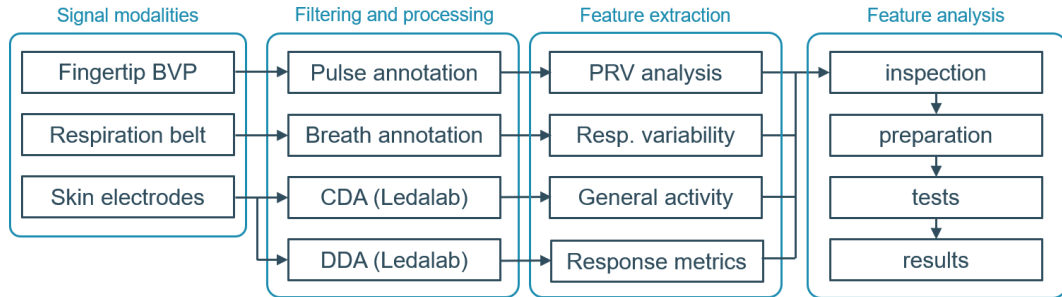 Signal modalities
Fingertip BVP
Respiration belt
Skin electrodes
Filtering and processing
Pulse annotation
Breath annotation
CDA (Ledalab)
DDA (Ledalab)
Feature extraction
PRV analysis
Resp. variability
General activity
Response metrics
Feature analysis
inspection
preparation
tests
results